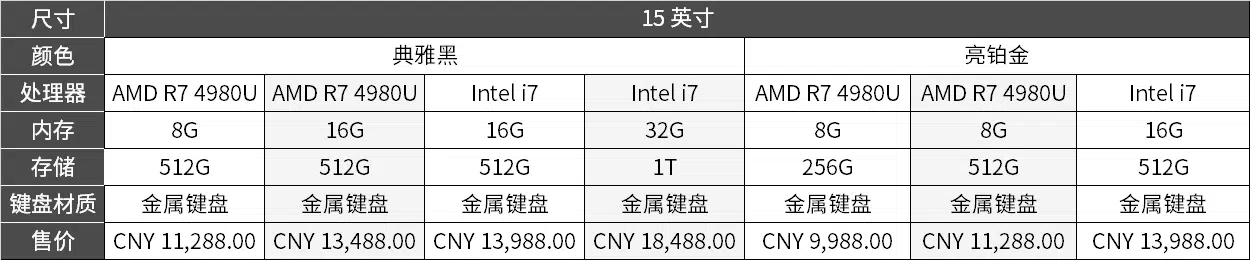 尺寸 15 英寸
颜色 典雅黑 亮铂金
处理器 AMD R7 4980U AMD R7 4980U Intel i7 Intel i7 AMD R7 4980U AMD R7 4980U Intel i7
内存 8G 16G 16G 32G 8G 8G 16G
存储 512G 512G 512G 1T 256G 512G 512G
键盘材质 金属键盘 金属键盘 金属键盘 金属键盘 金属键盘 金属键盘 金属键盘
售价 CNY 11,288.00 CNY 13,488.00 CNY 13,988.00 CNY 18,488.00 CNY 9,988.00 CNY 11,288.00 CNY 13,988.00